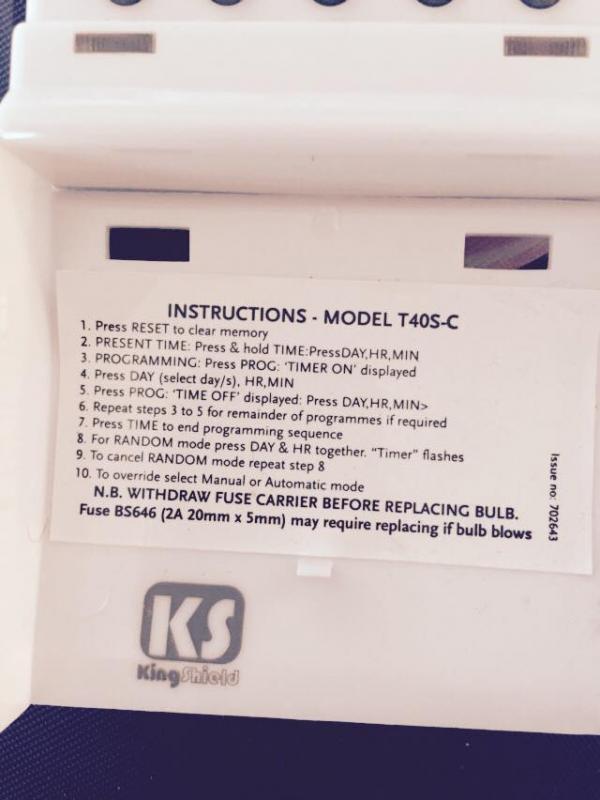 INSTRUCTIONS - MODEL T40S-C
1. Press RESET to clear memory
2. PRESENT TIME: Press & hold TIME:PressDAY,HR,MIN
3. PROGRAMMING: Press PROG: 'TIMER ON' displayed
4. Press DAY (select day/s), HR,MIN
5. Press PROG: 'TIME OFF' displayed: Press DAY,HR,MIN>
6. Repeat steps 3 to 5 for remainder of programmes if required
7. Press TIME to end programming sequence
8. For RANDOM mode press DAY & HR together. "Timer" flashes
9. To cancel RANDOM mode repeat step 8
10. To override select Manual or Automatic mode
N.B. WITHDRAW FUSE CARRIER BEFORE REPLACING BULB.
Fuse BS646 (2A 20mm x 5mm) may require replacing if bulb blows
Issue no: 702643
KS
KingShield